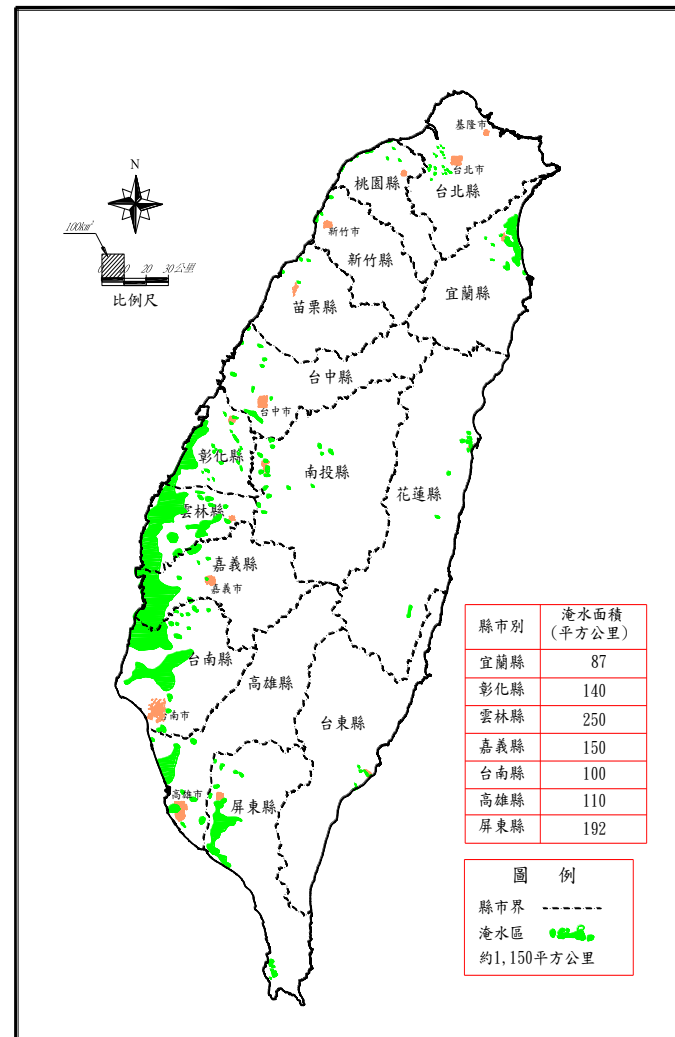 基隆市
台北市
桃園縣
台北縣
N
100km²
新竹市
新竹縣
0 10 20 30公里
比例尺
宜蘭縣
苗栗縣
台中縣
台中市
彰化縣
南投縣
花蓮縣
雲林縣
嘉義縣
嘉義市
台南縣
高雄縣
台南市
台東縣
高雄市
屏東縣
縣市別 淹水面積
(平方公里)
宜蘭縣 87
彰化縣 140
雲林縣 250
嘉義縣 150
台南縣 100
高雄縣 110
屏東縣 192
圖 例
縣市界
淹水區
約1,150平方公里